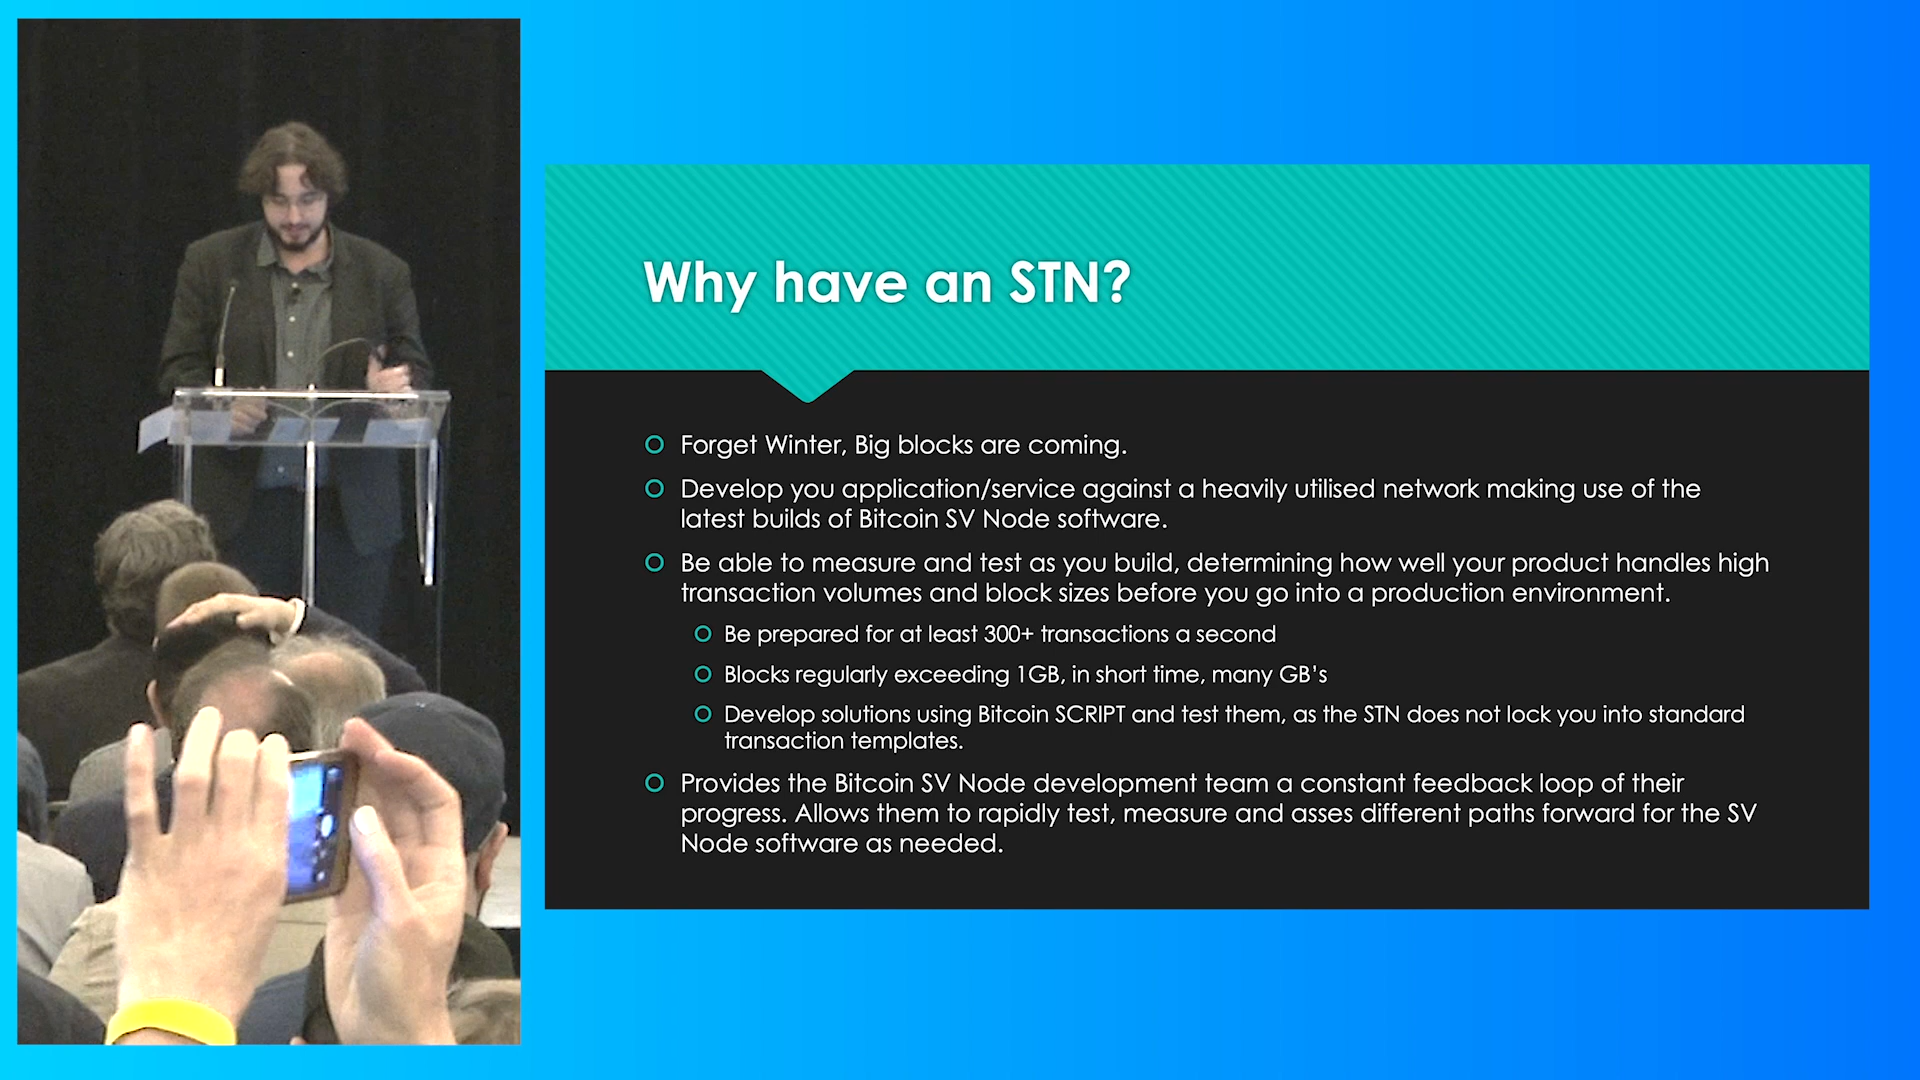 Why have an STN?
Forget Winter, Big blocks are coming.
Develop you application/service against a heavily utilised network making use of the
latest builds of Bitcoin SV Node software.
Be able to measure and test as you build, determining how well your product handles high
transaction volumes and block sizes before you go into a production environment.
Be prepared for at least 300+ transactions a second
Blocks regularly exceeding 1GB, in short time, many GB's
Develop solutions using Bitcoin SCRIPT and test them, as the STN does not lock you into standard
transaction templates.
Provides the Bitcoin SV Node development team a constant feedback loop of their
progress. Allows them to rapidly test, measure and asses different paths forward for the SV
Node software as needed.